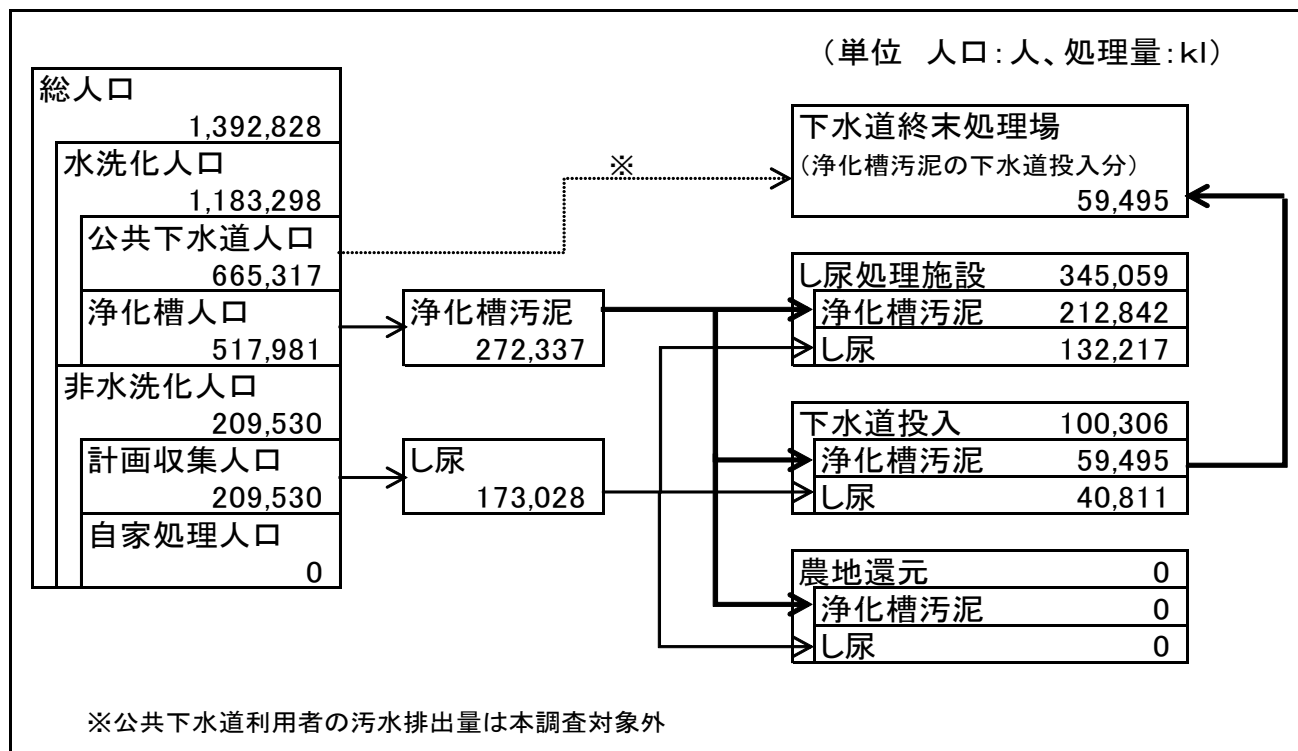 (単位 人口:人、処理量:kl)
総人口
1,392,828
水洗化人口
1,183,298
公共下水道人口
665,317
浄化槽人口
517,981
非水洗化人口
209,530
計画収集人口
209,530
自家処理人口
0
浄化槽汚泥
272,337
し尿
173,028
※
下水道終末処理場
(浄化槽汚泥の下水道投入分)
59,495
し尿処理施設 345,059
浄化槽汚泥 212,842
し尿 132,217
下水道投入 100,306
浄化槽汚泥 59,495
し尿 40,811
農地還元 0
浄化槽汚泥 0
し尿 0
※公共下水道利用者の汚水排出量は本調査対象外